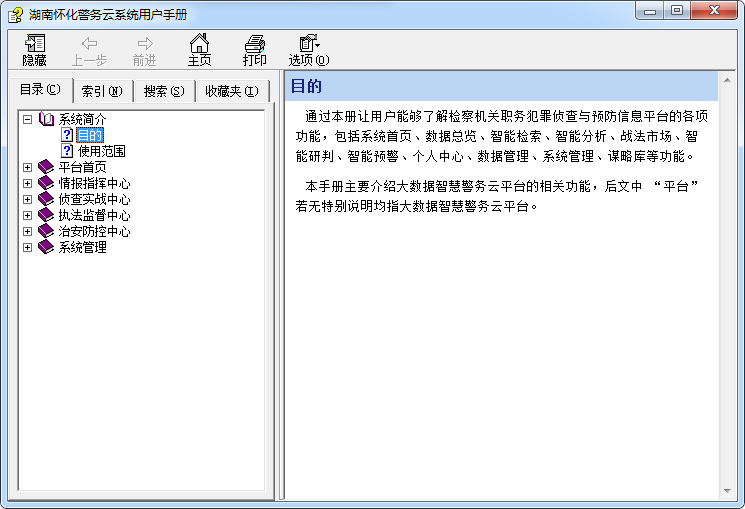 湖南怀化警务云系统用户手册
隐藏 上一步 前进 主页 打印 选项(O)
目录(C) 索引(N) 搜索(S) 收藏夹(I)
系统简介
目的
使用范围
平台首页
情报指挥中心
侦查实战中心
执法监督中心
治安防控中心
系统管理
目的
通过本册让用户能够了解检察机关职务犯罪侦查与预防信息平台的各项
功能，包括系统首页、数据总览、智能检索、智能分析、战法市场、智
能研判、智能预警、个人中心、数据管理、系统管理、谋略库等功能。
本手册主要介绍大数据智慧警务云平台的相关功能，后文中 “平台”
若无特别说明均指大数据智慧警务云平台。